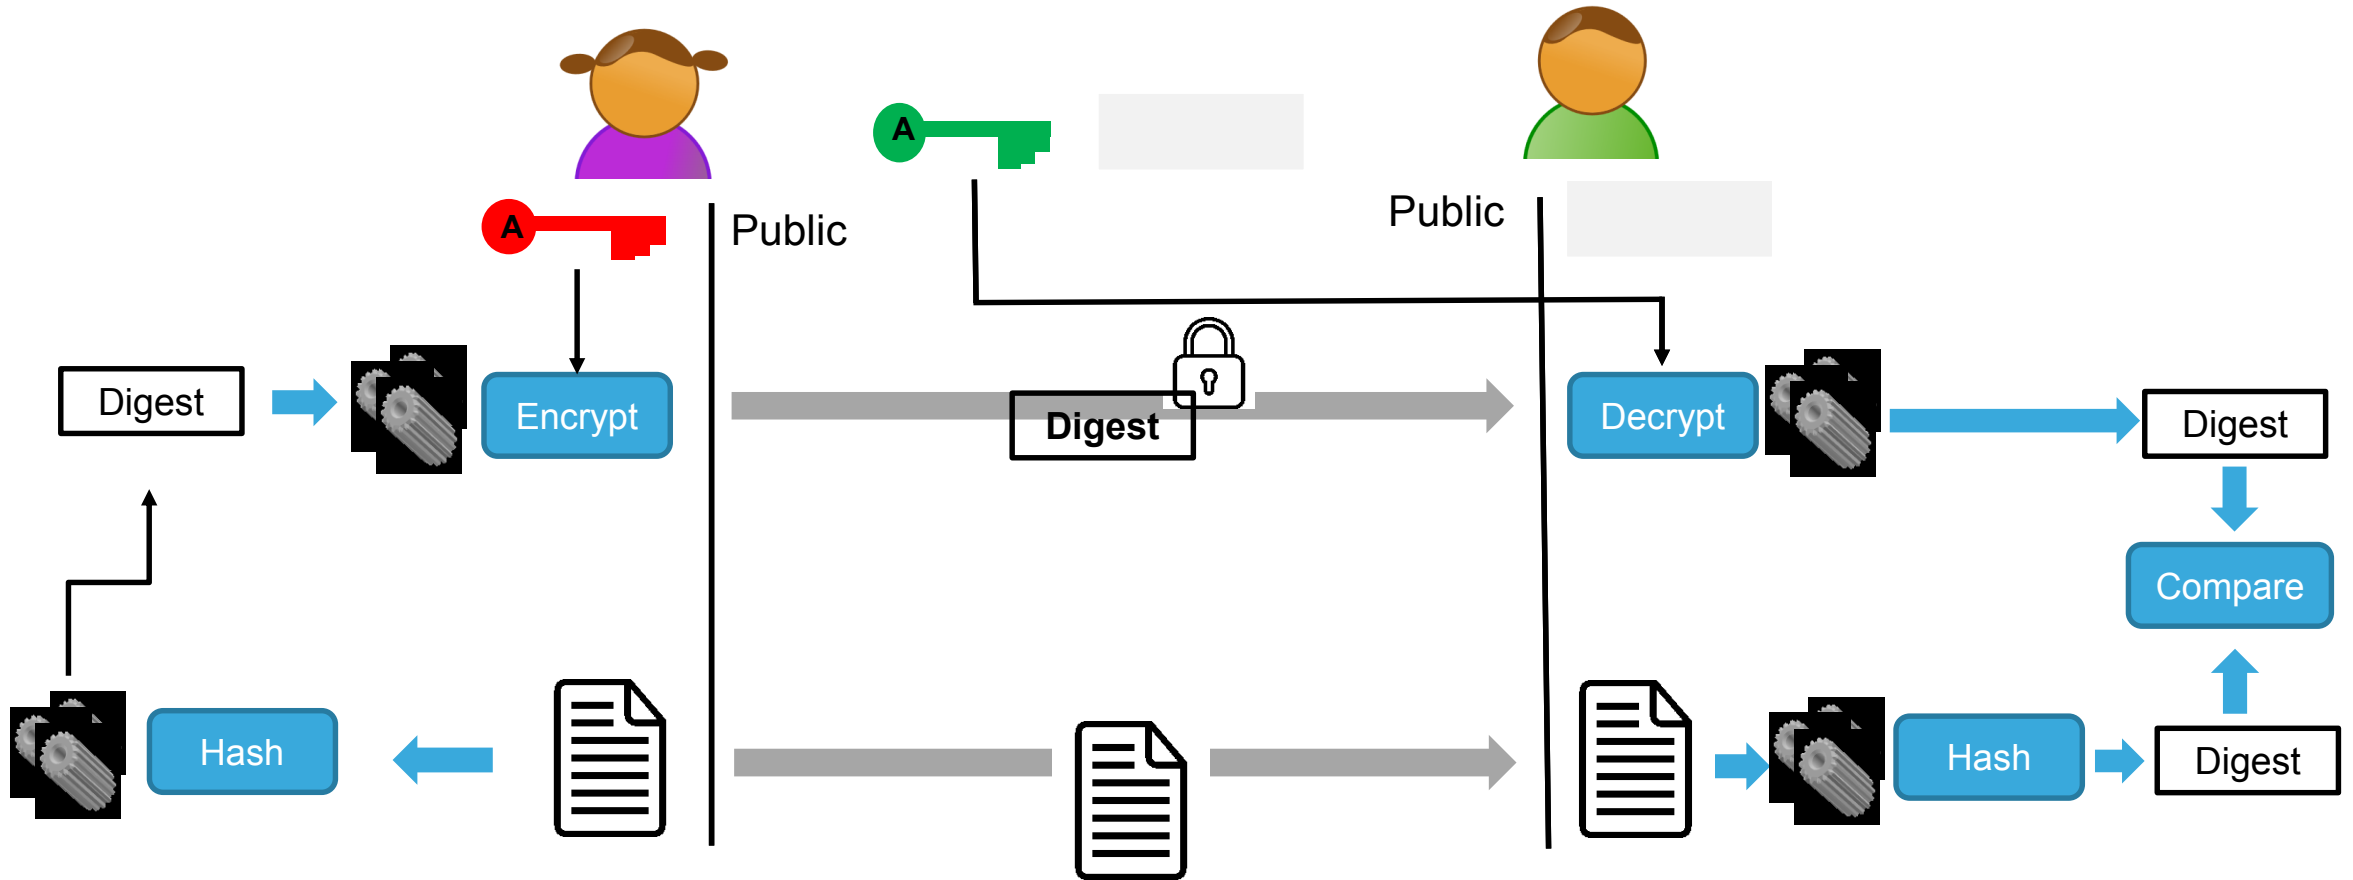 A
Public
A
Public
Digest
Encrypt
Digest
Decrypt
Digest
Compare
Hash
Hash
Digest